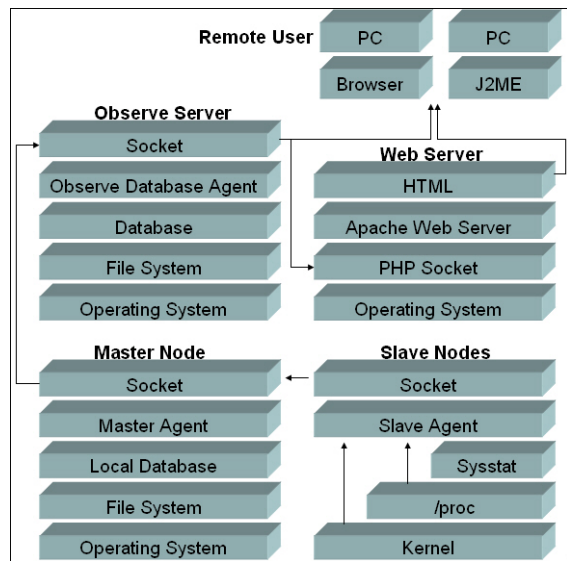 Remote User
PC
PC
Browser
J2ME
Observe Server
Socket
Observe Database Agent
Database
File System
Operating System
Web Server
HTML
Apache Web Server
PHP Socket
Operating System
Master Node
Socket
Master Agent
Local Database
File System
Operating System
Slave Nodes
Socket
Slave Agent
Sysstat
/proc
Kernel